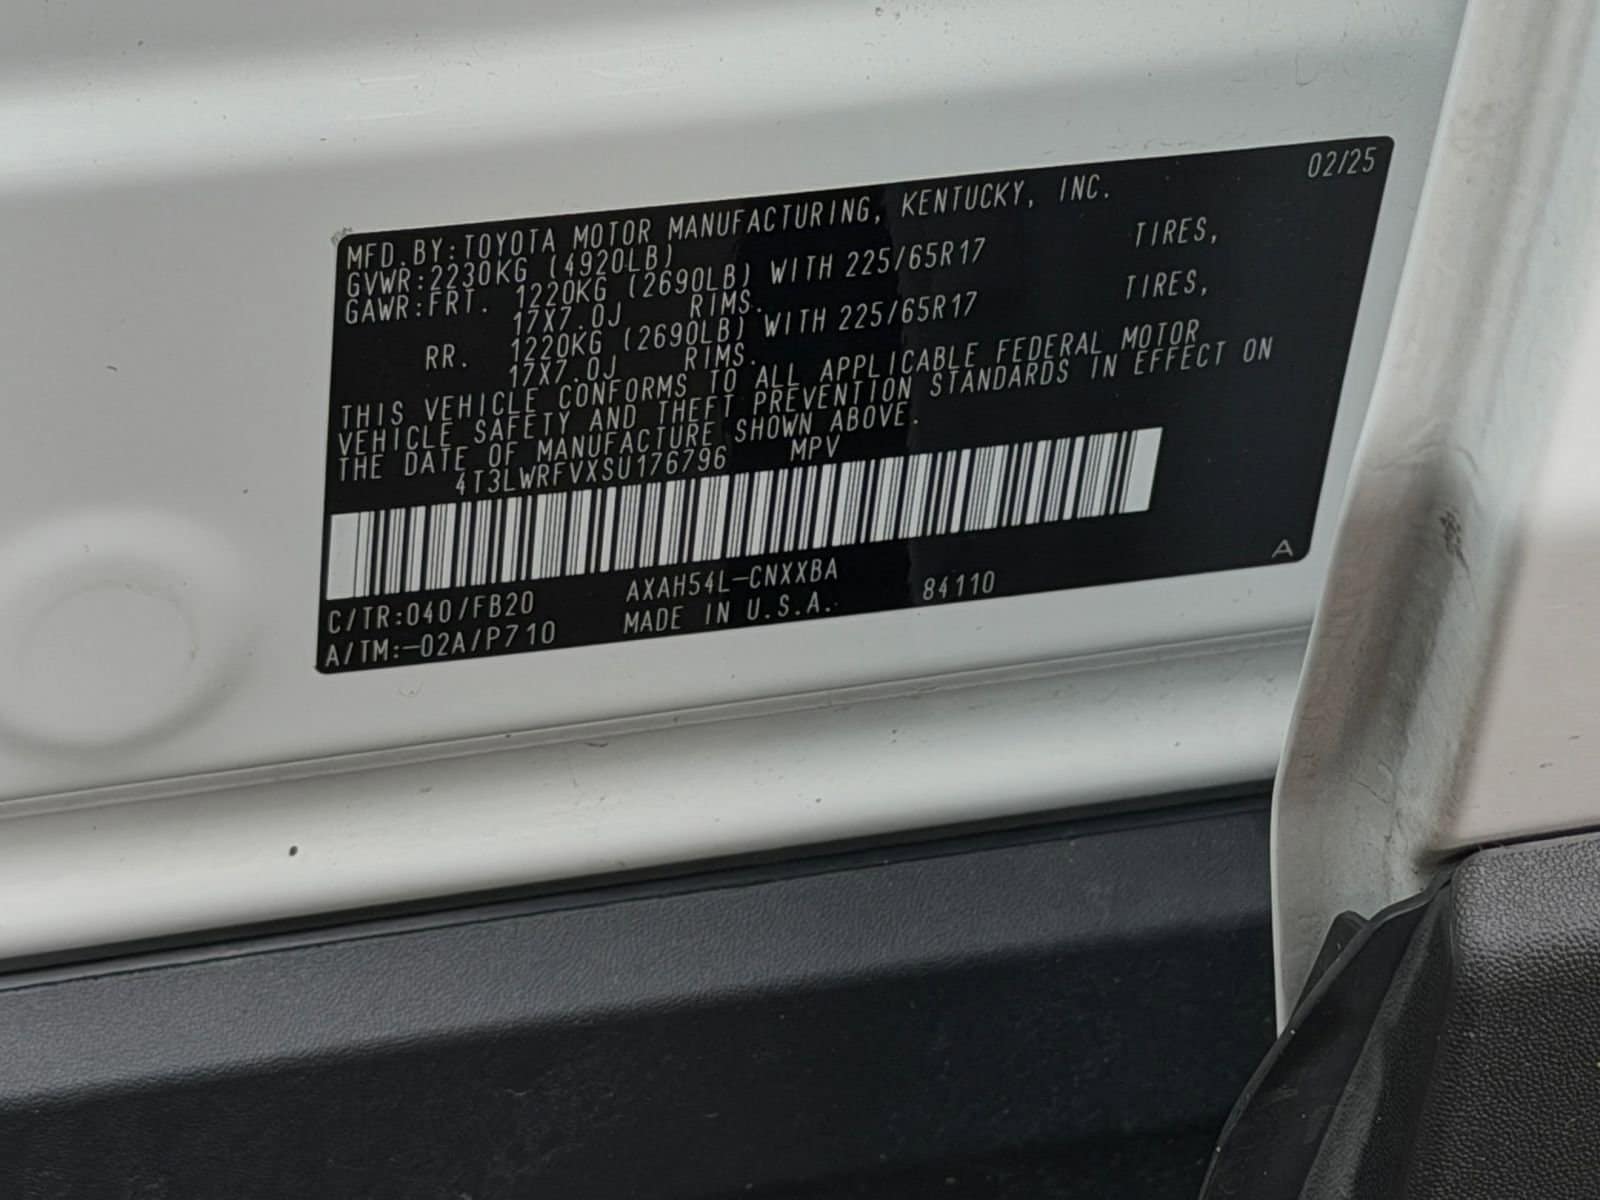 02/25
MFD.BY:TOYOTA MOTOR MANUFACTURING, KENTUCKY, INC.
GVWR:2230KG (4920LB)
GAWR:FRT. 1220KG (2690LB) WITH 225/65R17 TIRES,
17X7.0J RIMS.
RR. 1220KG (2690LB) WITH 225/65R17 TIRES,
17X7.0J RIMS.
THIS VEHICLE CONFORMS TO ALL APPLICABLE FEDERAL MOTOR
VEHICLE SAFETY AND THEFT PREVENTION STANDARDS IN EFFECT ON
THE DATE OF MANUFACTURE SHOWN ABOVE.
4T3LWRFVXSU176796 MPV
C/TR:040/FB20 AXAH54L-CNXXBA A
A/TM:-02A/P710 MADE IN U.S.A. 84110